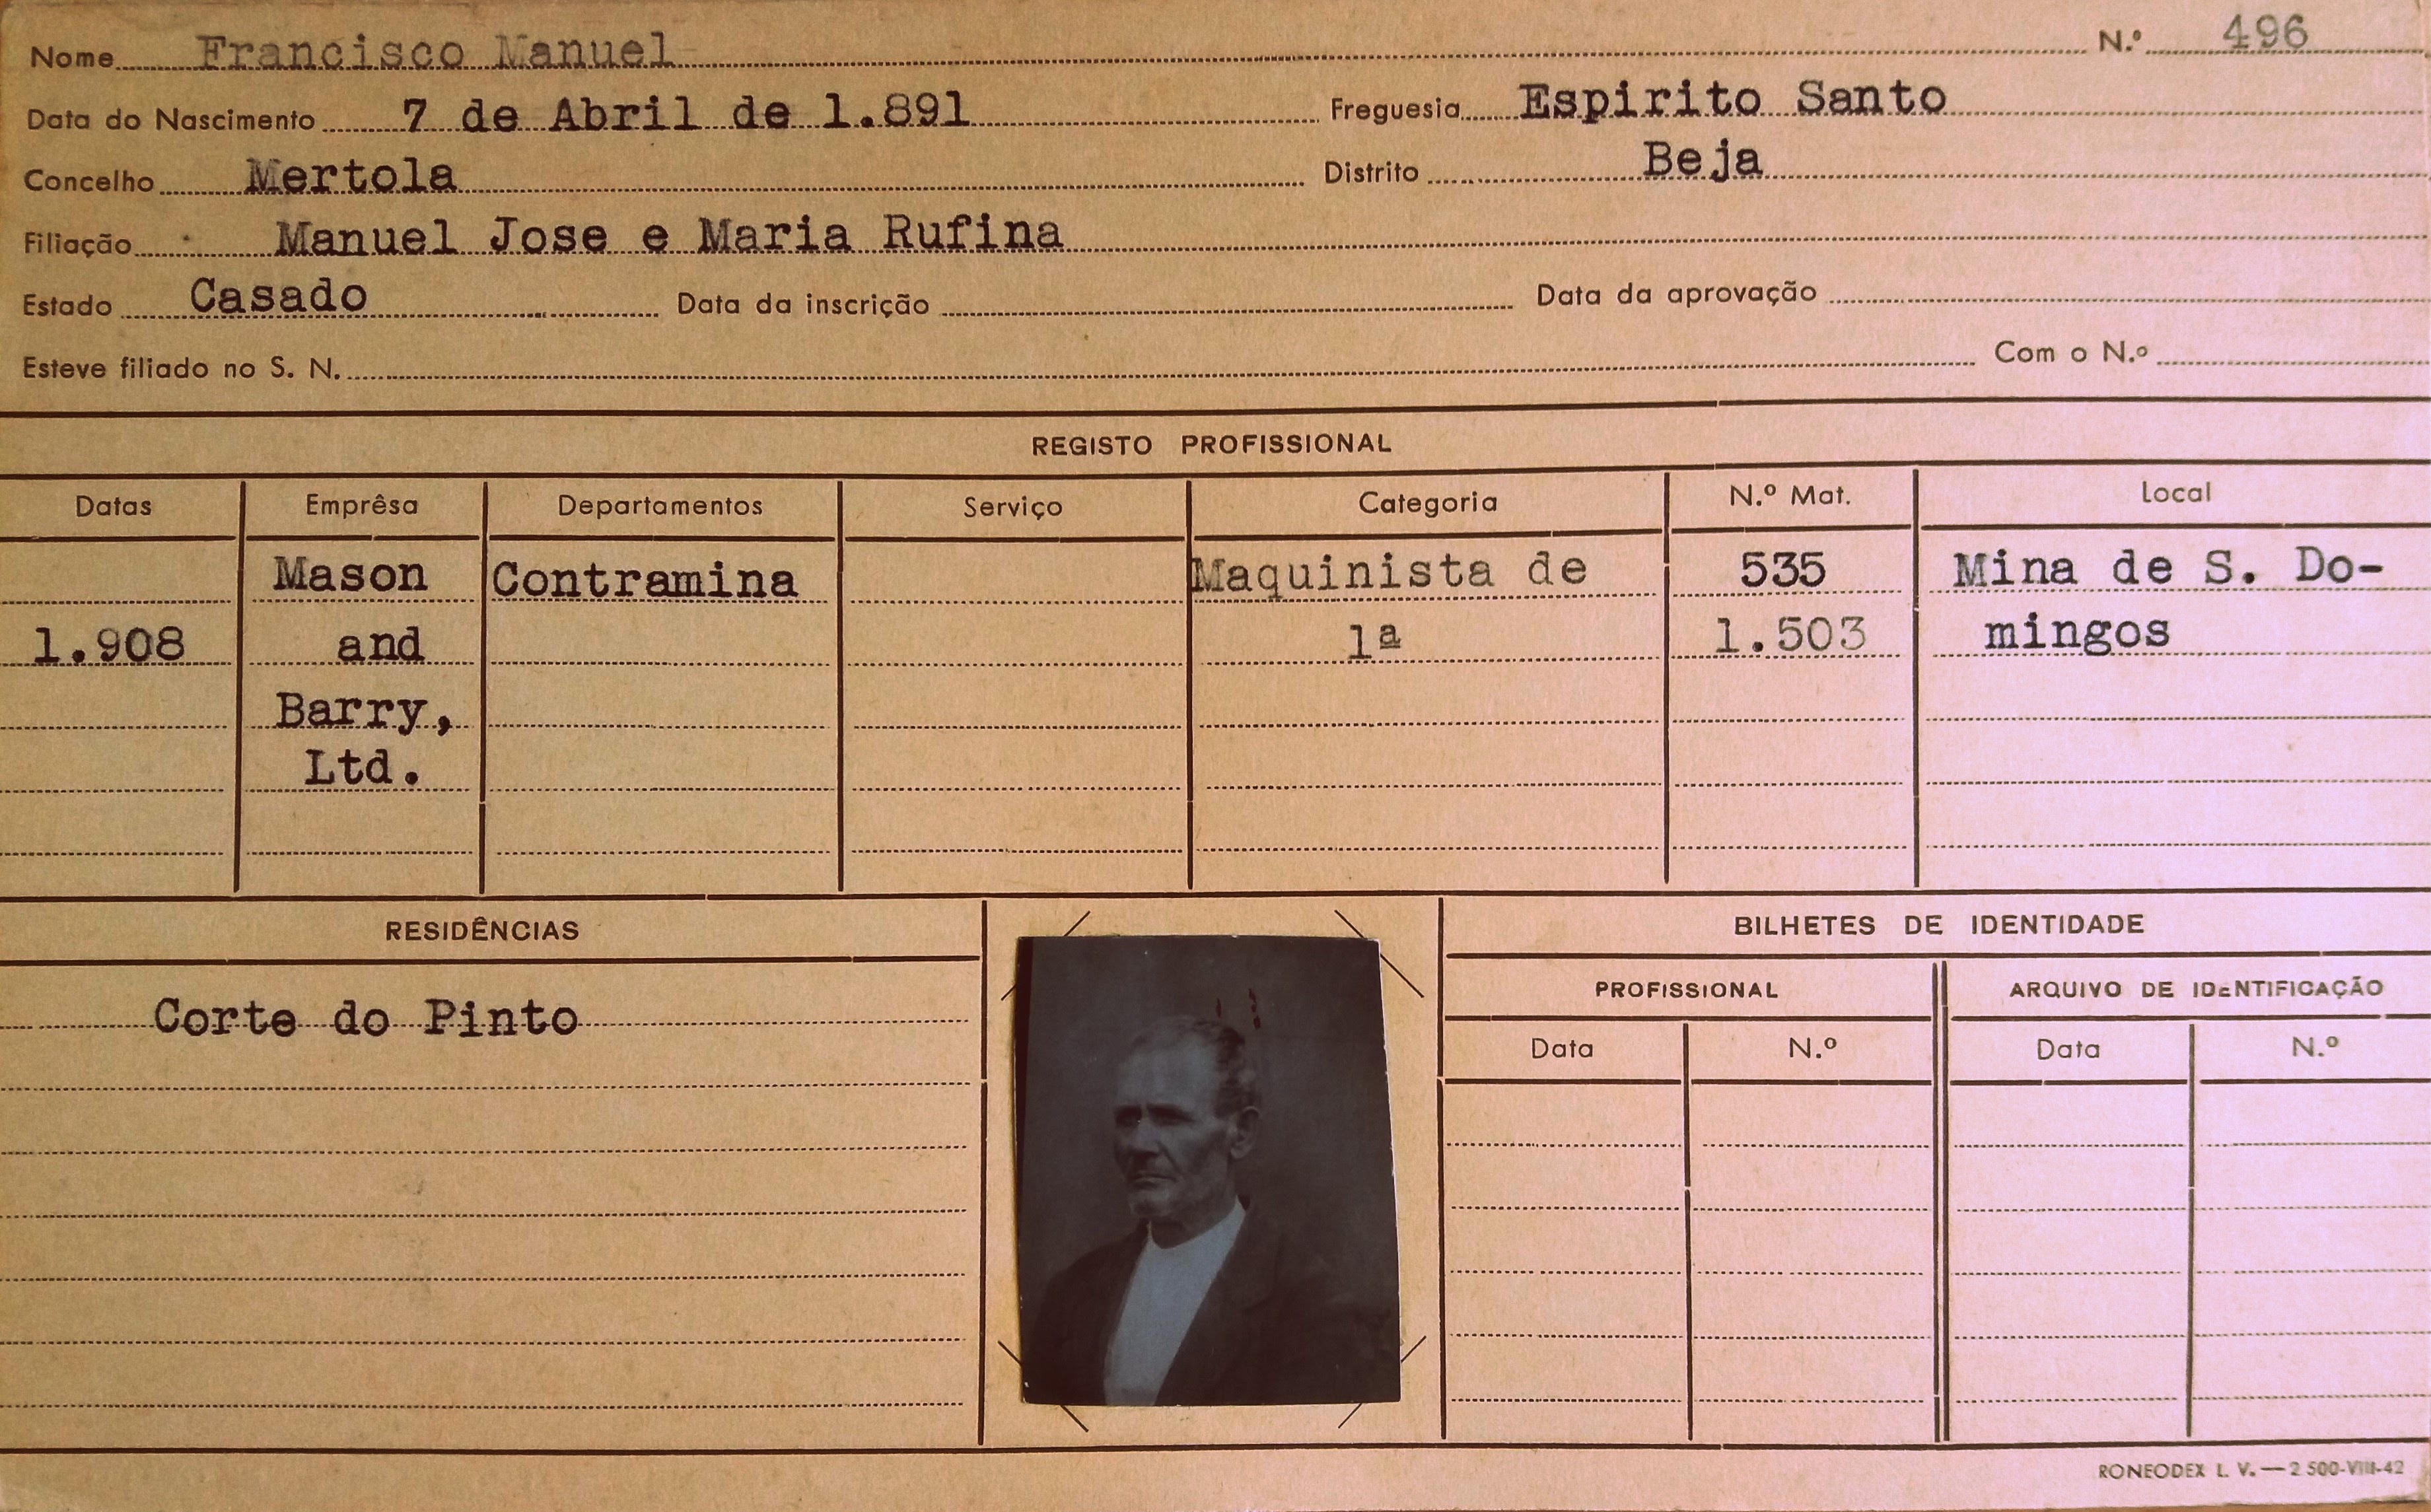 Nome Francisco Manuel N.º 496
Data do Nascimento 7 de Abril de 1.891 Freguesia Espirito Santo
Concelho Mertola Distrito Beja
Filiação Manuel Jose e Maria Rufina
Estado Casado Data da inscrição Data da aprovação
Esteve filiado no S. N. Com o N.º
REGISTO PROFISSIONAL
Datas Emprêsa Departamentos Serviço Categoria N.º Mat. Local
Mason Contramina Maquinista de 535 Mina de S. Do-
1.908 and 1ª 1.503 mingos
Barry,
Ltd.
RESIDÊNCIAS
Corte do Pinto
BILHETES DE IDENTIDADE
PROFISSIONAL ARQUIVO DE IDENTIFICAÇÃO
Data N.º Data N.º
RONEODEX L. V. — 2 500-VIII-42